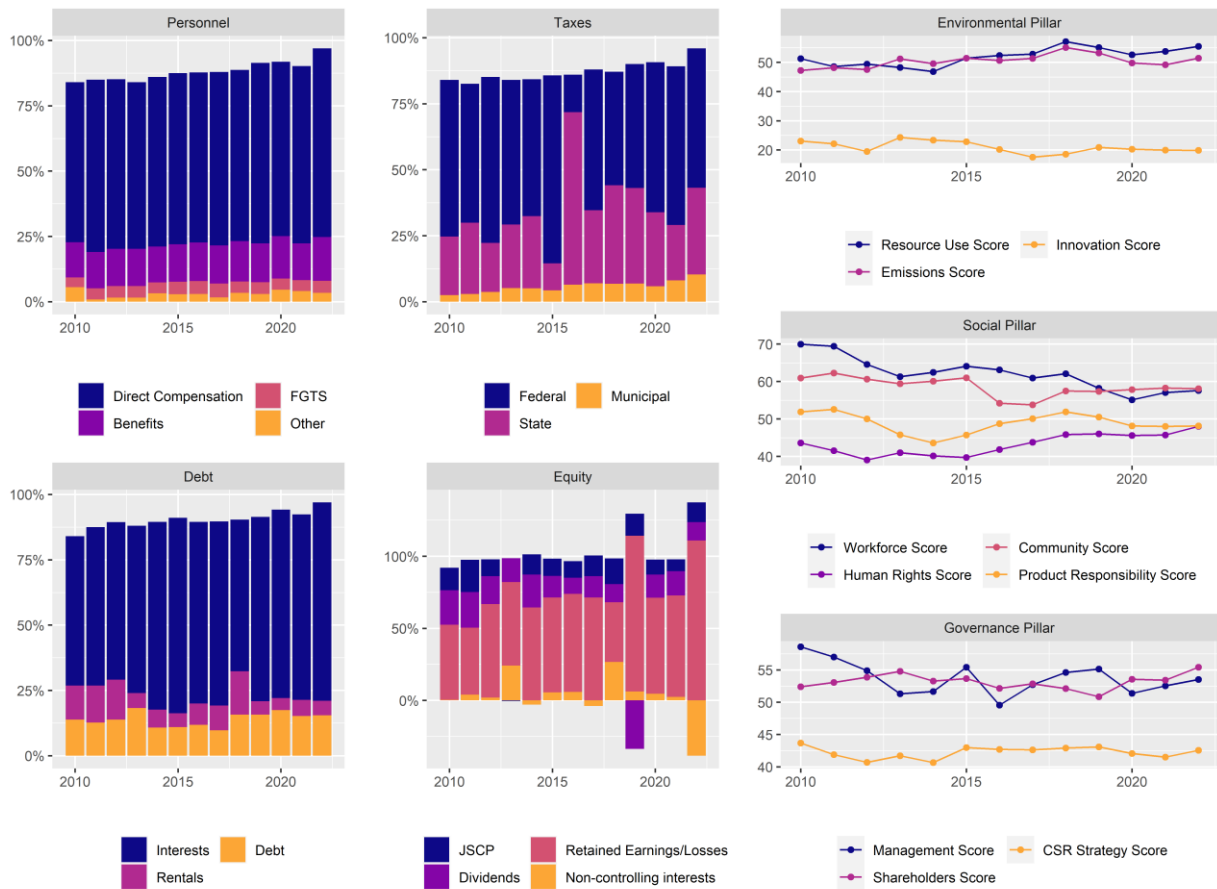 Personnel
100%
75%
50%
25%
0%
2010 2015 2020
Direct Compensation FGTS
Benefits Other
Taxes
100%
75%
50%
25%
0%
2010 2015 2020
Federal Municipal
State
Environmental Pillar
50
40
30
20
2010 2015 2020
Resource Use Score Innovation Score
Emissions Score
Social Pillar
70
60
50
40
2010 2015 2020
Workforce Score Community Score
Human Rights Score Product Responsibility Score
Debt
100%
75%
50%
25%
0%
2010 2015 2020
Interests Debt
Rentals
Equity
100%
50%
0%
2010 2015 2020
JSCP Retained Earnings/Losses
Dividends Non-controlling interests
Governance Pillar
55
50
45
40
2010 2015 2020
Management Score CSR Strategy Score
Shareholders Score